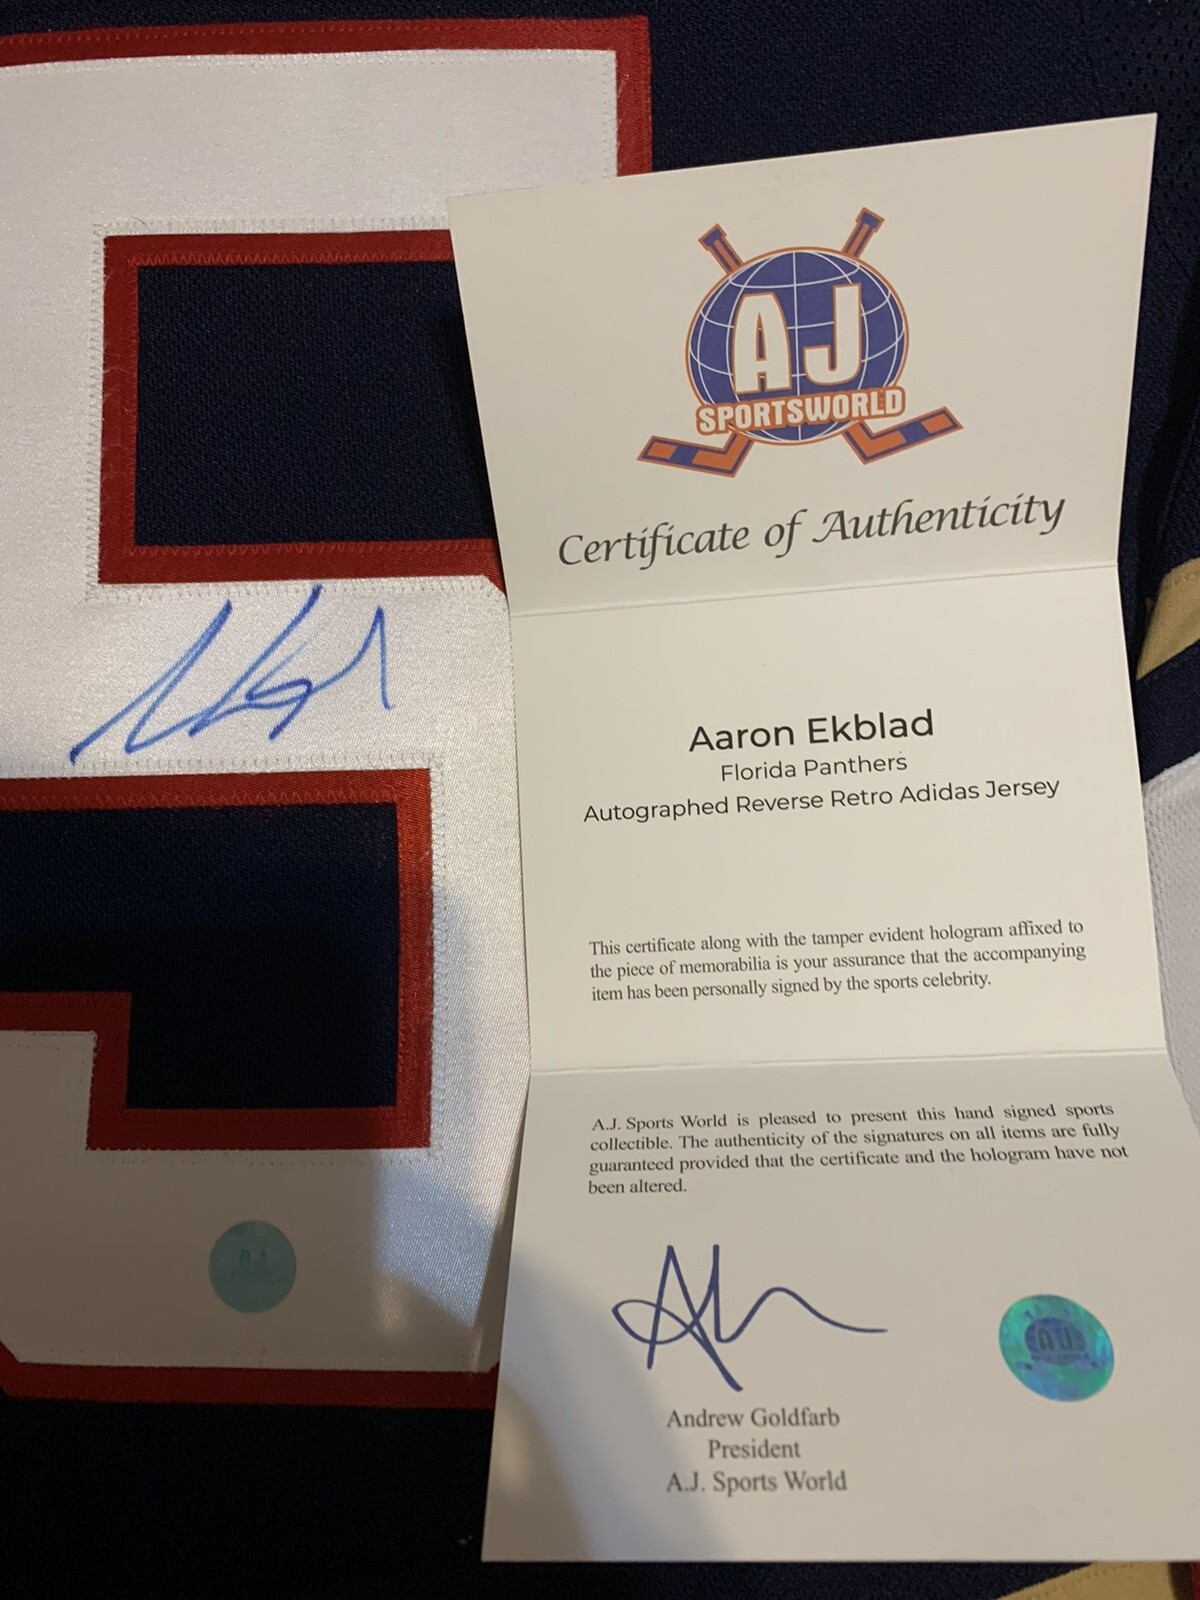 AJ
SPORTSWORLD
Certificate of Authenticity
Aaron Ekblad
Florida Panthers
Autographed Reverse Retro Adidas Jersey
This certificate along with the tamper evident hologram affixed to
the piece of memorabilia is your assurance that the accompanying
item has been personally signed by the sports celebrity.
A.J. Sports World is pleased to present this hand signed sports
collectible. The authenticity of the signatures on all items are fully
guaranteed provided that the certificate and the hologram have not
been altered.
Andrew Goldfarb
President
A.J. Sports World
AJ
AJ